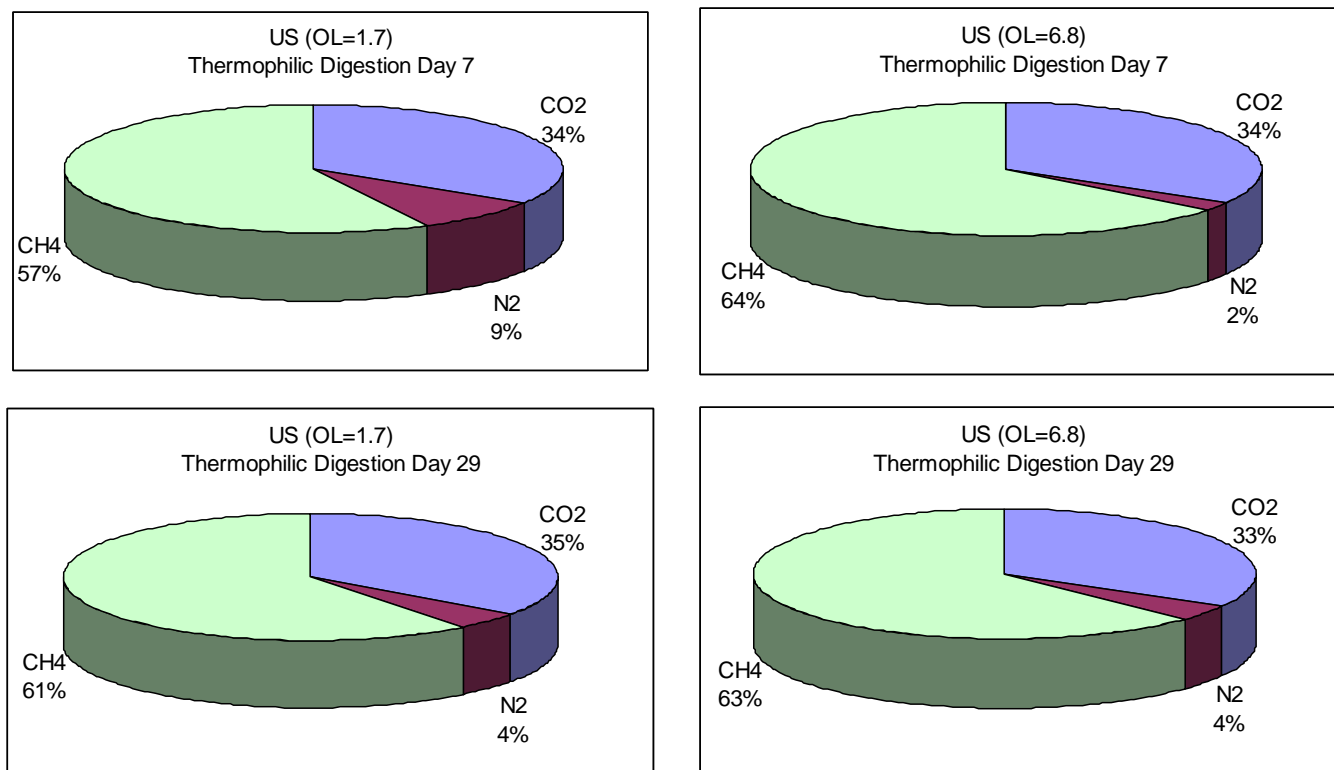 US (OL=1.7)
Thermophilic Digestion Day 7
CO2
34%
CH4
57%
N2
9%
US (OL=6.8)
Thermophilic Digestion Day 7
CO2
34%
CH4
64%
N2
2%
US (OL=1.7)
Thermophilic Digestion Day 29
CO2
35%
CH4
61%
N2
4%
US (OL=6.8)
Thermophilic Digestion Day 29
CO2
33%
CH4
63%
N2
4%